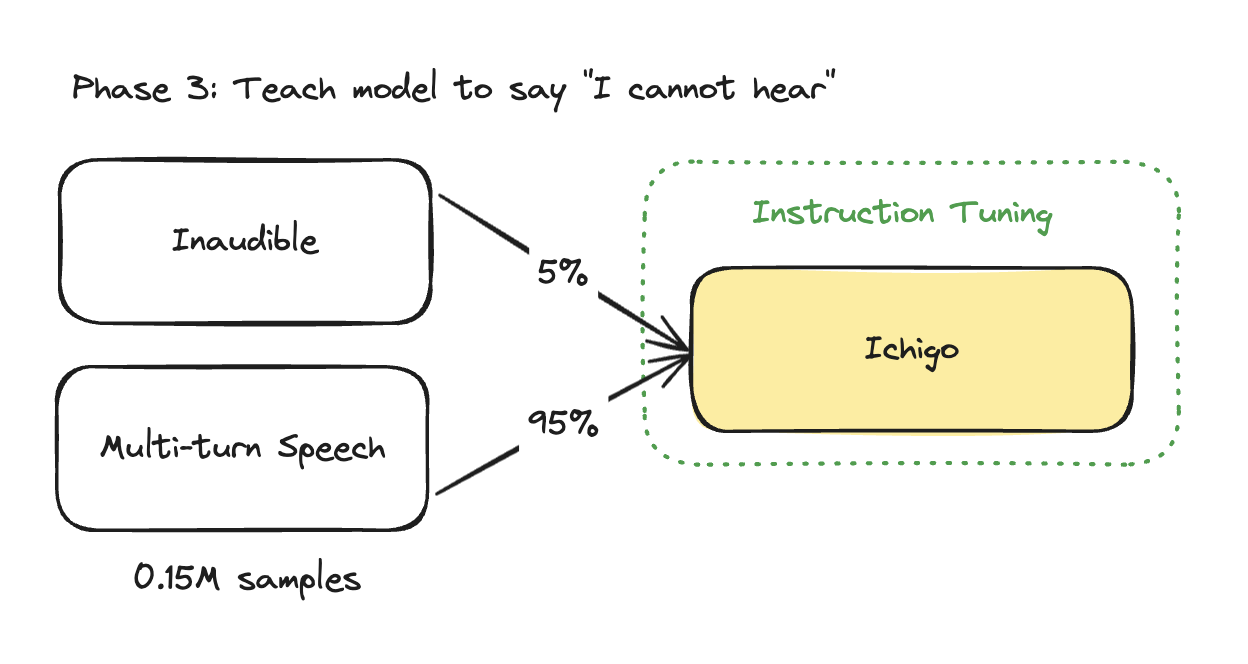 Phase 3: Teach model to say "I cannot hear"
Inaudible
5%
Instruction Tuning
Ichigo
95%
Multi-turn Speech
0.15M samples